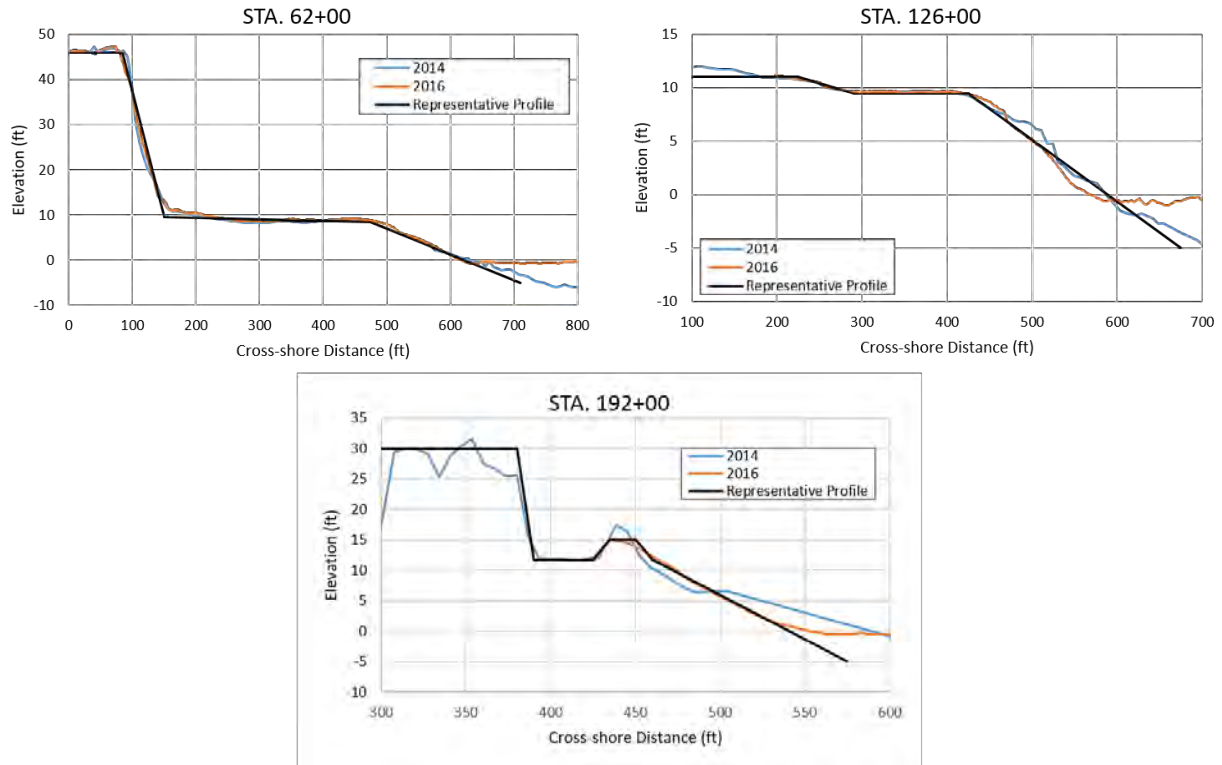 STA. 62+00
50
40
30
20
10
0
-10
Elevation (ft)
2014
2016
Representative Profile
0 100 200 300 400 500 600 700 800
Cross-shore Distance (ft)
STA. 126+00
15
10
5
0
-5
-10
Elevation (ft)
2014
2016
Representative Profile
100 200 300 400 500 600 700
Cross-shore Distance (ft)
STA. 192+00
35
30
25
20
15
10
5
0
-5
-10
Elevation (ft)
2014
2016
Representative Profile
300 350 400 450 500 550 600
Cross-shore Distance (ft)